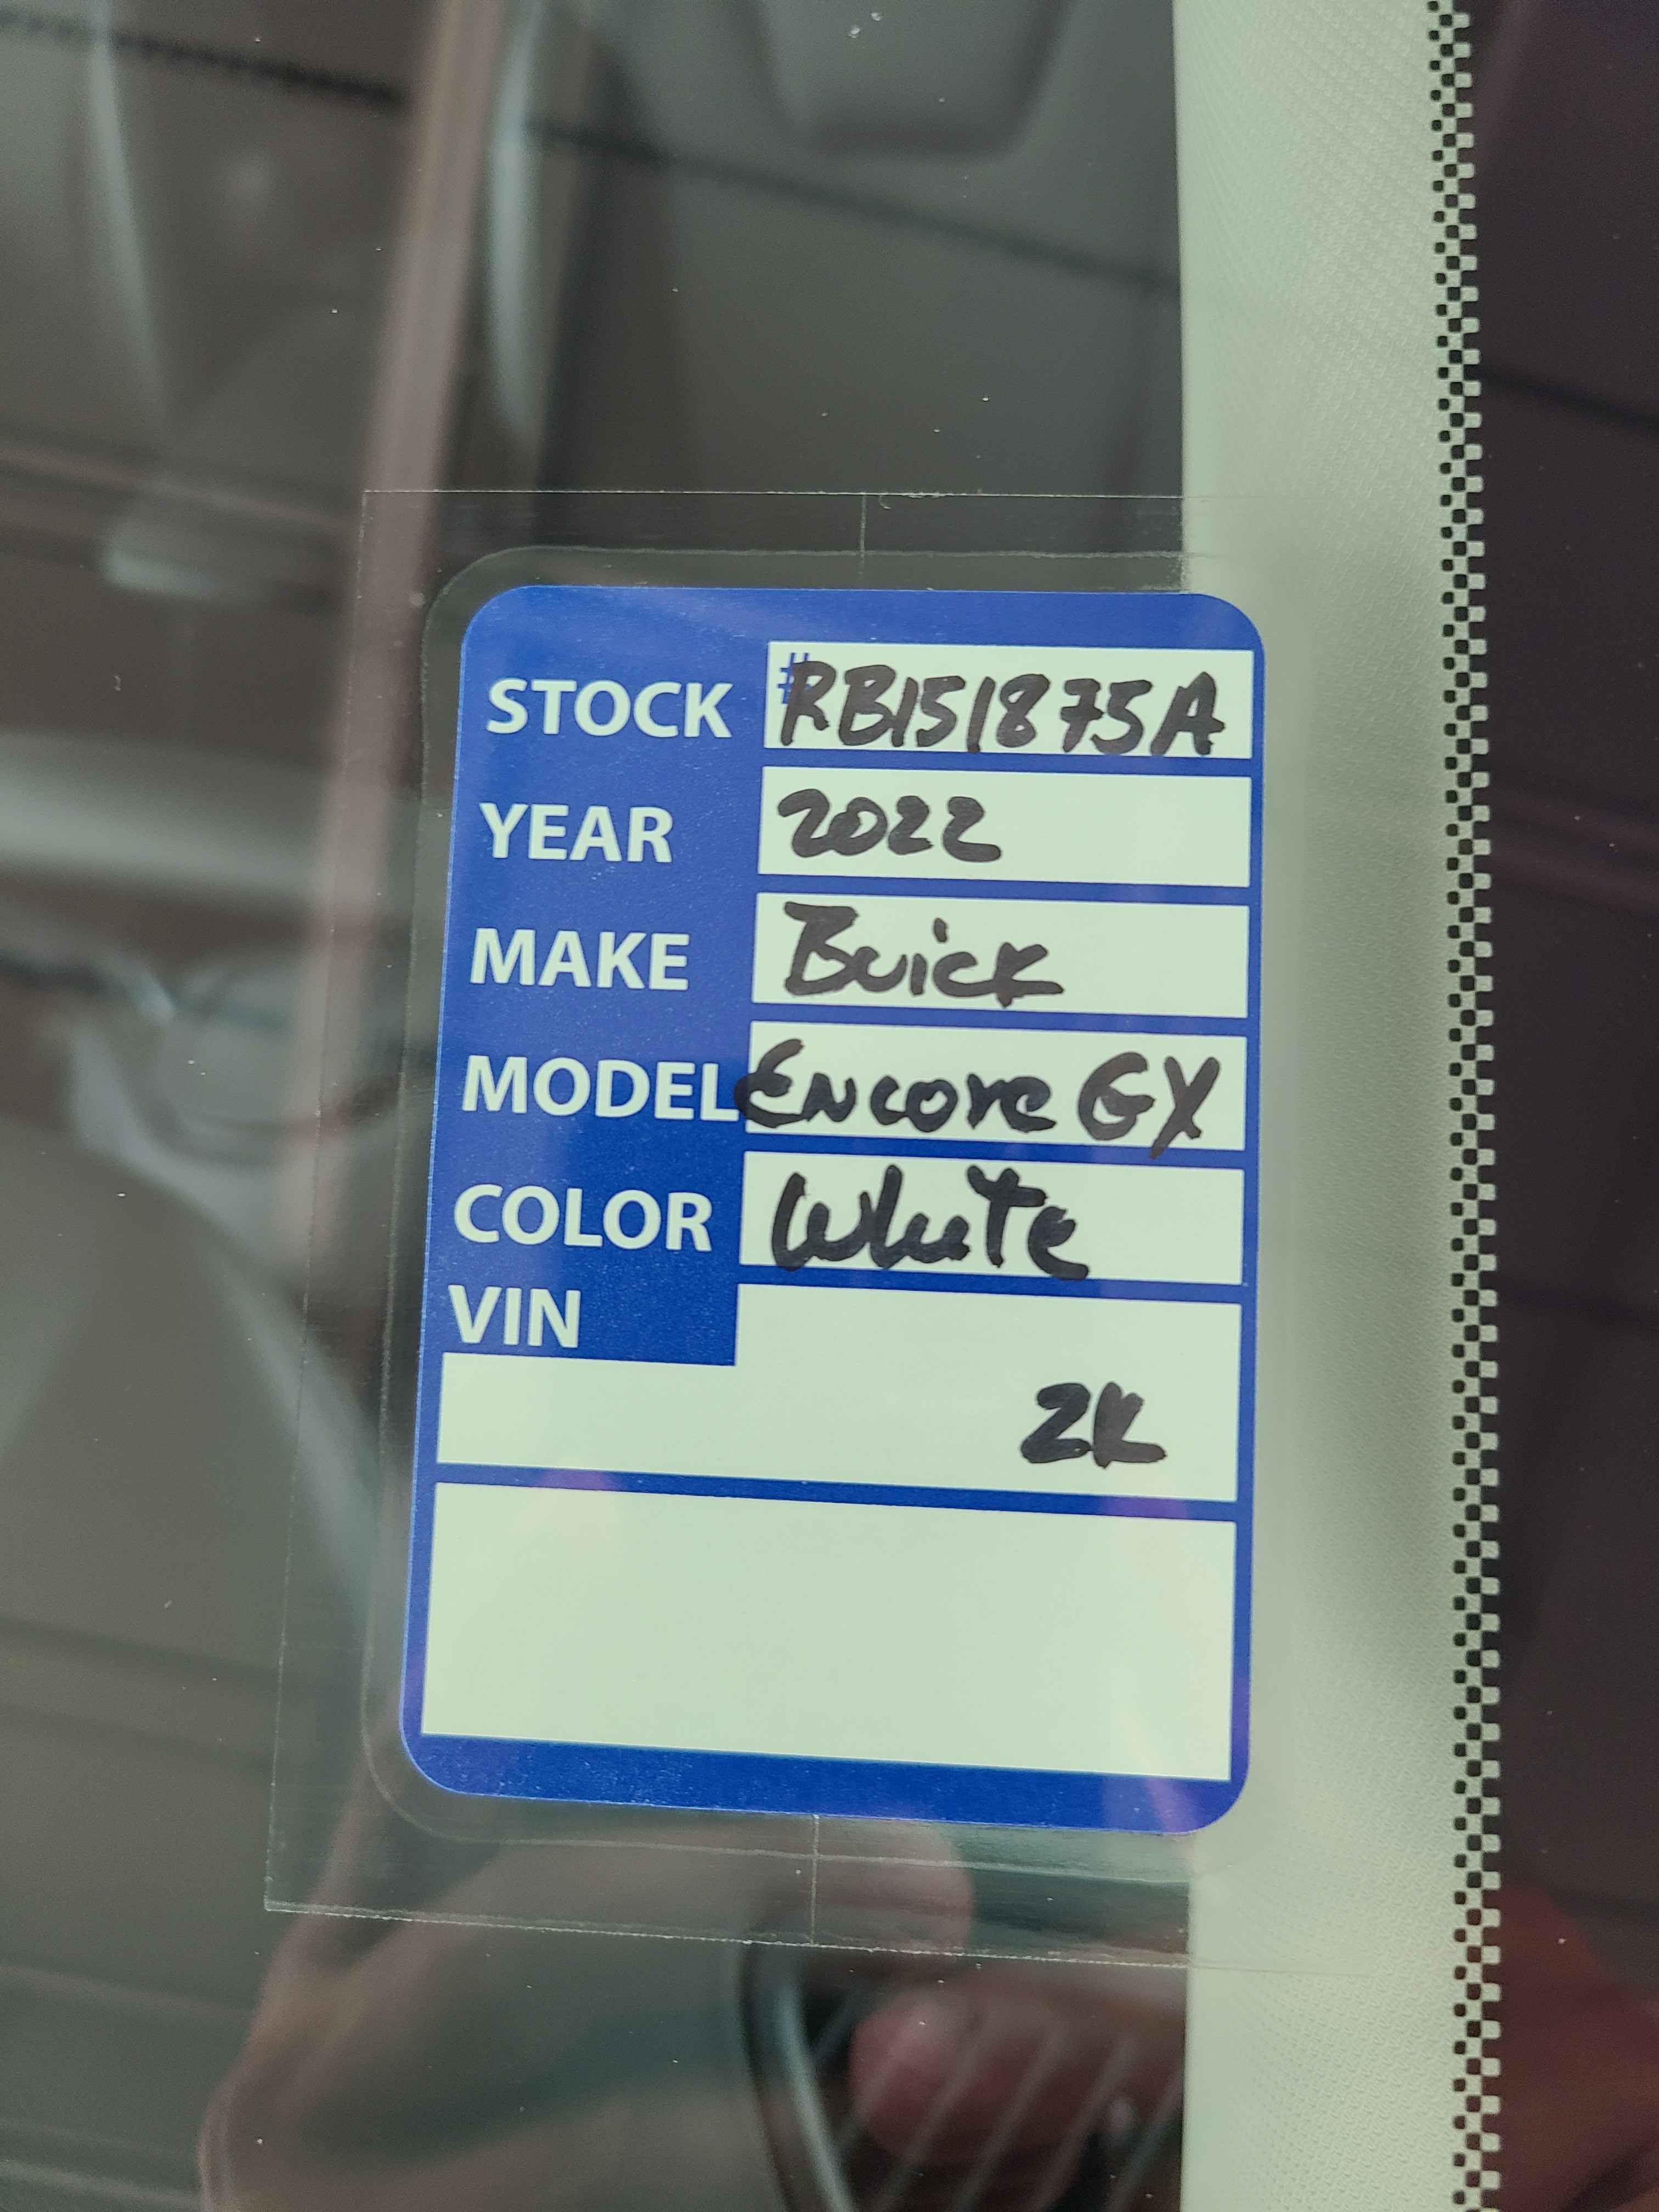 STOCK #RB151875A
YEAR 2022
MAKE Buick
MODEL Encore GX
COLOR White
VIN
2K